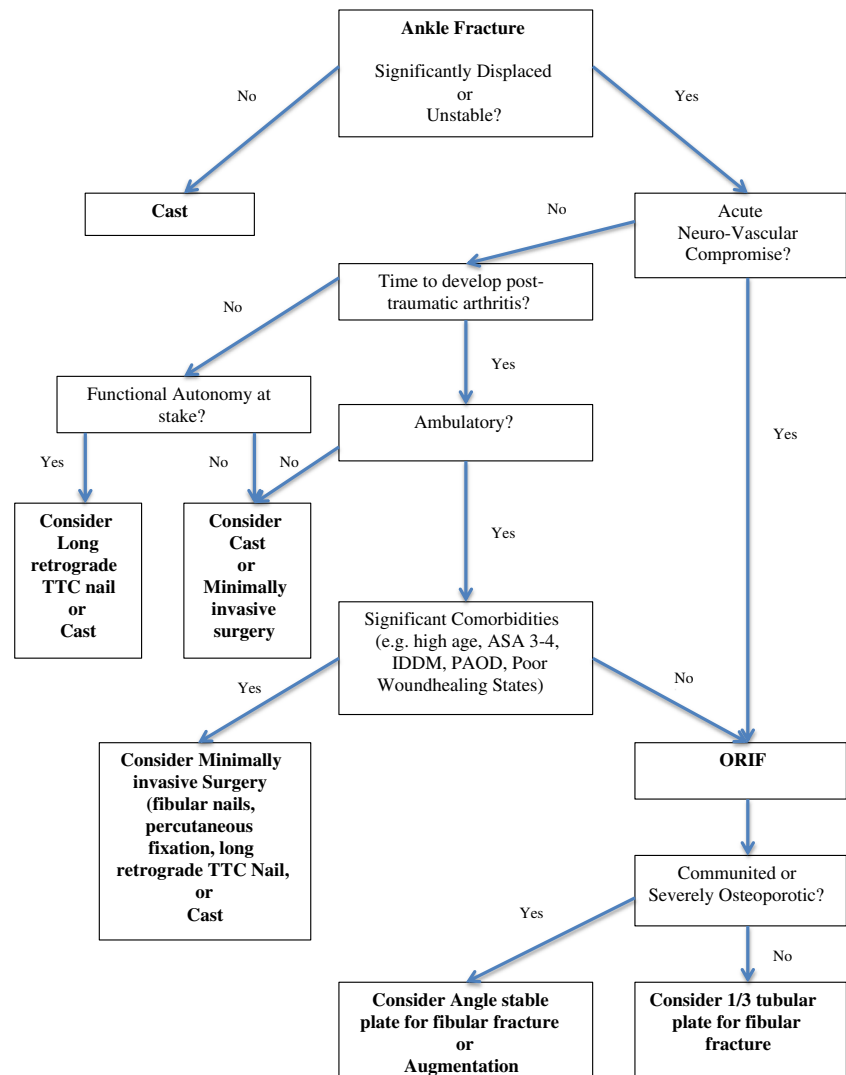 Ankle Fracture
Significantly Displaced
or
Unstable?
No
Yes
Cast
No
Acute
Neuro-Vascular
Compromise?
Time to develop post-
traumatic arthritis?
No
Yes
Functional Autonomy at
stake?
Ambulatory?
Yes
Yes
No
No
Consider
Long
retrograde
TTC nail
or
Cast
Consider
Cast
or
Minimally
invasive
surgery
Yes
Significant Comorbidities
(e.g. high age, ASA 3-4,
IDDM, PAOD, Poor
Woundhealing States)
Yes
No
Consider Minimally
invasive Surgery
(fibular nails,
percutaneous
fixation, long
retrograde TTC Nail,
or
Cast
ORIF
Communited or
Severely Osteoporotic?
Yes
No
Consider Angle stable
plate for fibular fracture
or
Augmentation
Consider 1/3 tubular
plate for fibular
fracture